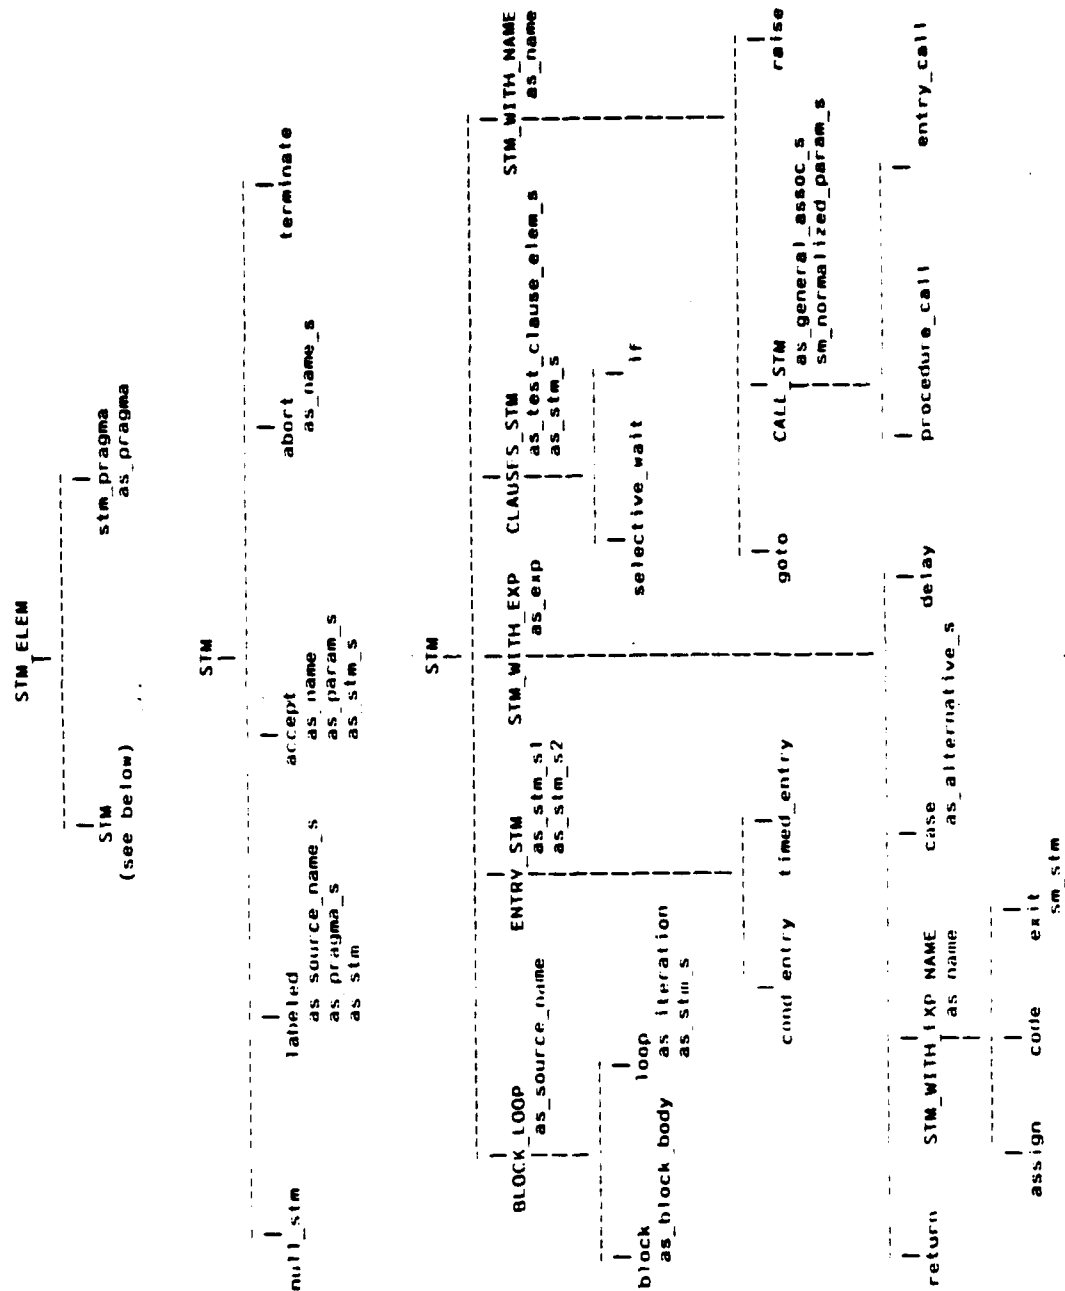 STM_ELEM
STM
(see below)
stm_pragma
as_pragma
STM
null_stm
labeled
as_source_name_s
as_pragma_s
as_stm
accept
as_name
as_param_s
as_stm_s
abort
as_name_s
terminate
STM
BLOCK_LOOP
as_source_name
ENTRY_STM
as_stm_s1
as_stm_s2
STM_WITH_EXP
as_exp
CLAUSES_STM
as_test_clause_elem_s
as_stm_s
STM_WITH_NAME
as_name
block
as_block_body
loop
as_iteration
as_stm_s
selective_wait
if
cond_entry
timed_entry
goto
CALL_STM
as_general_assoc_s
sm_normalized_param_s
raise
return
STM_WITH_EXP_NAME
as_name
case
as_alternative_s
delay
procedure_call
entry_call
assign
code
exit
sm_stm